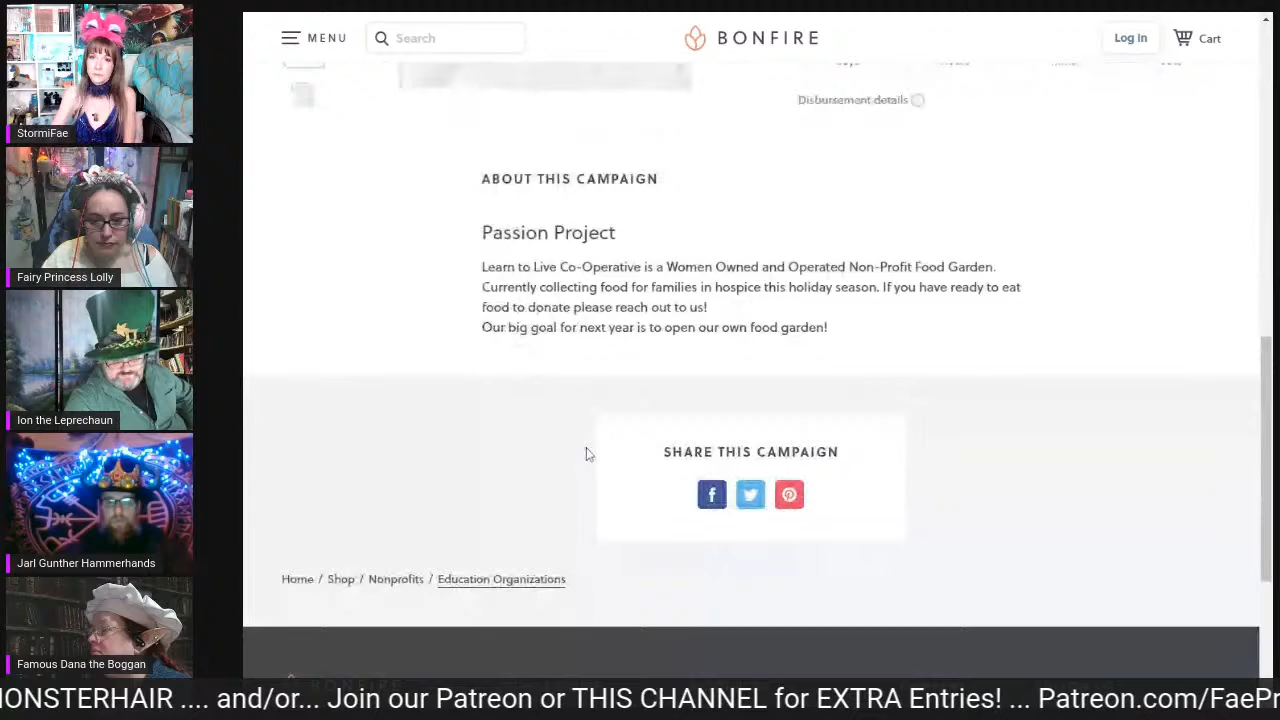 StormiFae
Fairy Princess Lolly
Ion the Leprechaun
Jarl Gunther Hammerhands
Famous Dana the Boggan
MENU
Search
BONFIRE
Log In
Cart
Disbursement details
ABOUT THIS CAMPAIGN
Passion Project
Learn to Live Co-Operative is a Women Owned and Operated Non-Profit Food Garden.
Currently collecting food for families in hospice this holiday season. If you have ready to eat
food to donate please reach out to us!
Our big goal for next year is to open our own food garden!
SHARE THIS CAMPAIGN
Home / Shop / Nonprofits / Education Organizations
BONFIRE
MONSTERHAIR .... and/or... Join our Patreon or THIS CHANNEL for EXTRA Entries! ... Patreon.com/FaePr